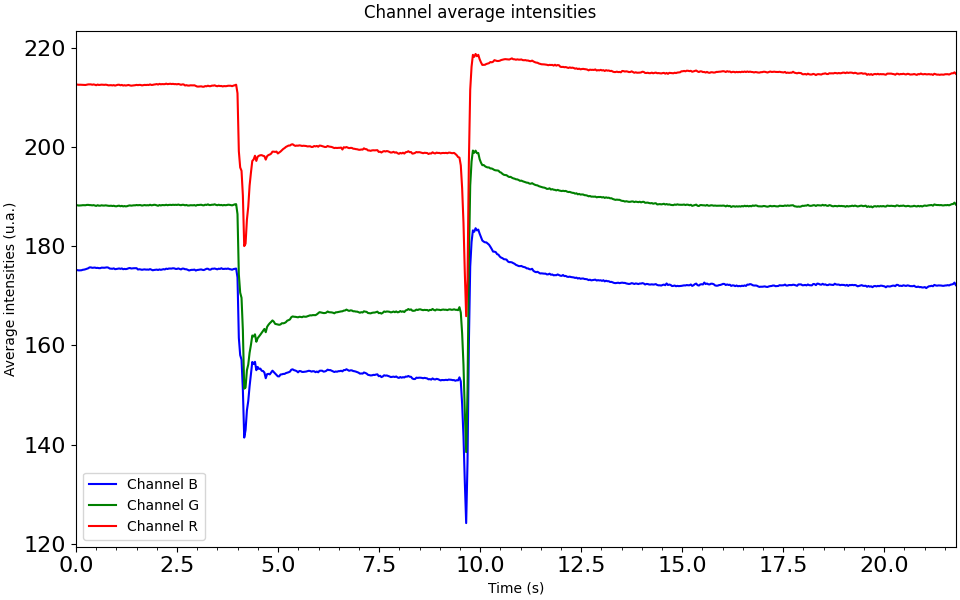 Channel average intensities
Average intensities (u.a.)
220
200
180
160
140
120
Channel B
Channel G
Channel R
0.0 2.5 5.0 7.5 10.0 12.5 15.0 17.5 20.0
Time (s)